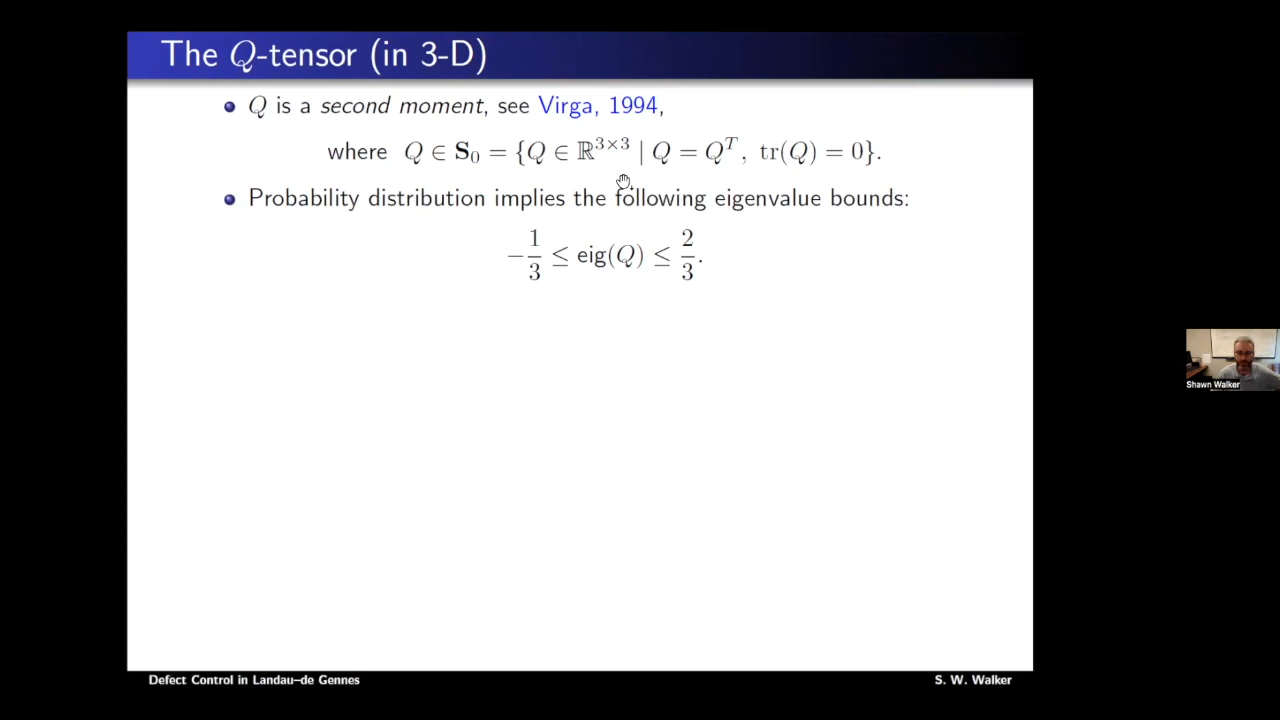 The Q-tensor (in 3-D)
Q is a second moment, see Virga, 1994,
where Q ∈ S₀ = {Q ∈ ℝ³ˣ³ | Q = Qᵀ, tr(Q) = 0}.
Probability distribution implies the following eigenvalue bounds:
−1/3 ≤ eig(Q) ≤ 2/3.
Shawn Walker
Defect Control in Landau–de Gennes
S. W. Walker